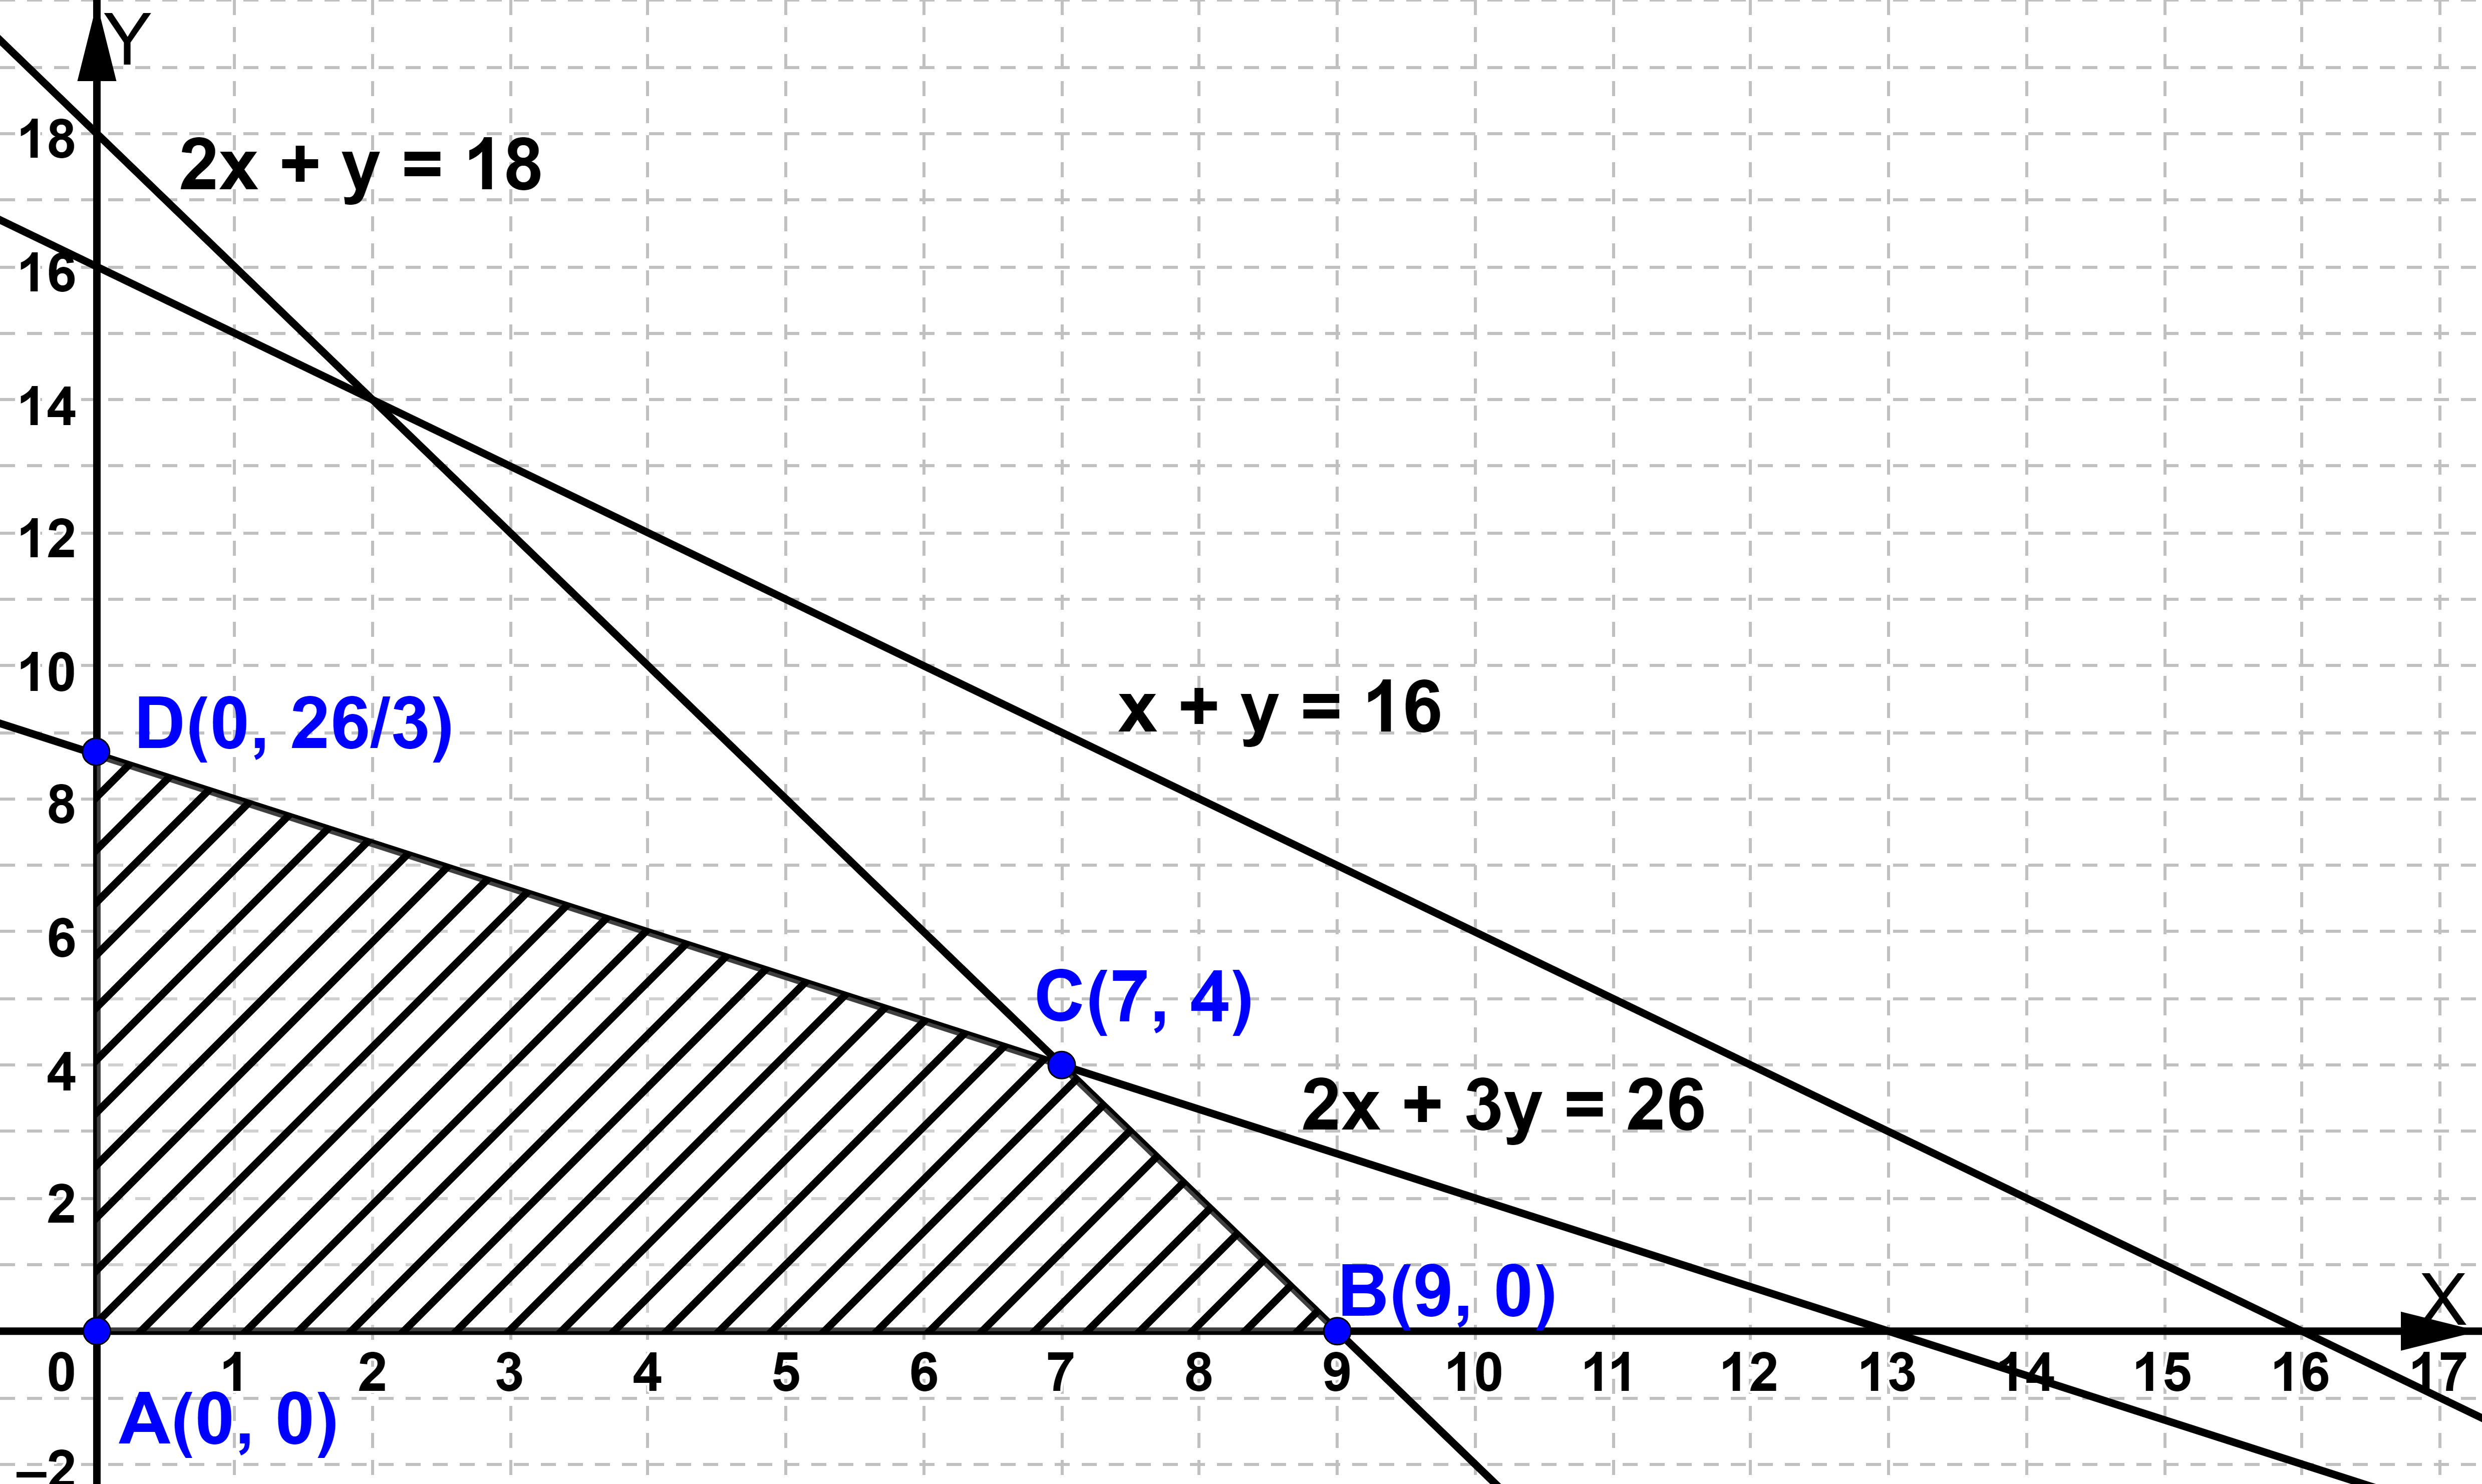 Y
18
2x + y = 18
16
14
12
10
x + y = 16
D(0, 26/3)
8
6
C(7, 4)
4
2x + 3y = 26
2
B(9, 0)
X
0 1 2 3 4 5 6 7 8 9 10 11 12 13 14 15 16 17
A(0, 0)
–2